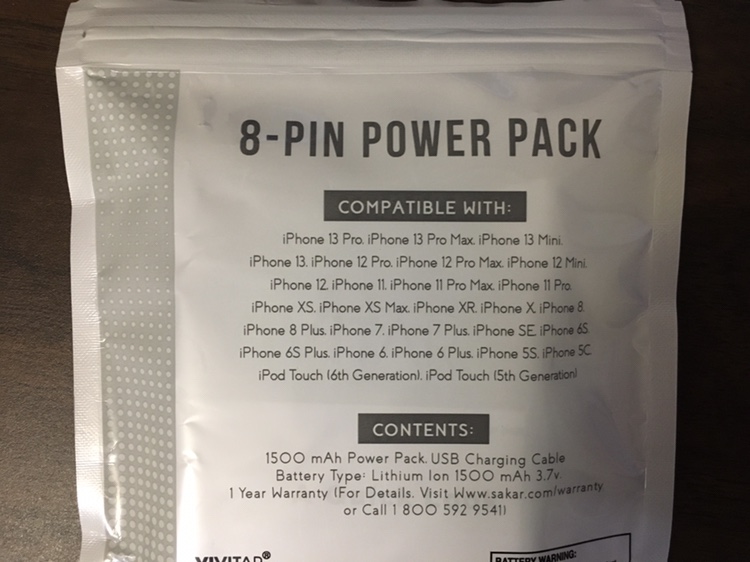 8-PIN POWER PACK
COMPATIBLE WITH:
iPhone 13 Pro. iPhone 13 Pro Max. iPhone 13 Mini.
iPhone 13. iPhone 12 Pro. iPhone 12 Pro Max. iPhone 12 Mini.
iPhone 12. iPhone 11. iPhone 11 Pro Max. iPhone 11 Pro.
iPhone XS. iPhone XS Max. iPhone XR. iPhone X. iPhone 8.
iPhone 8 Plus. iPhone 7. iPhone 7 Plus. iPhone SE. iPhone 6S.
iPhone 6S Plus. iPhone 6. iPhone 6 Plus. iPhone 5S. iPhone 5C
iPod Touch (6th Generation). iPod Touch (5th Generation)
CONTENTS:
1500 mAh Power Pack. USB Charging Cable
Battery Type: Lithium Ion 1500 mAh 3.7v.
1 Year Warranty (For Details. Visit Www.sakar.com/warranty
or Call 1 800 592 9541)
VIVITAR®
BATTERY WARNING: